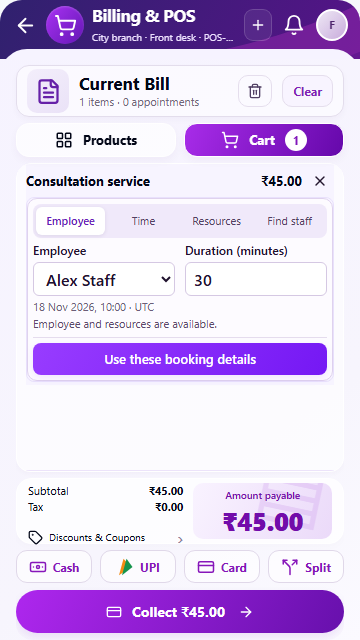 Billing & POS
City branch · Front desk · POS-...
F
Current Bill
1 items · 0 appointments
Clear
Products
Cart 1
Consultation service ₹45.00
Employee Time Resources Find staff
Employee Duration (minutes)
Alex Staff 30
18 Nov 2026, 10:00 · UTC
Employee and resources are available.
Use these booking details
Subtotal ₹45.00
Tax ₹0.00
Discounts & Coupons
Amount payable
₹45.00
Cash UPI Card Split
Collect ₹45.00